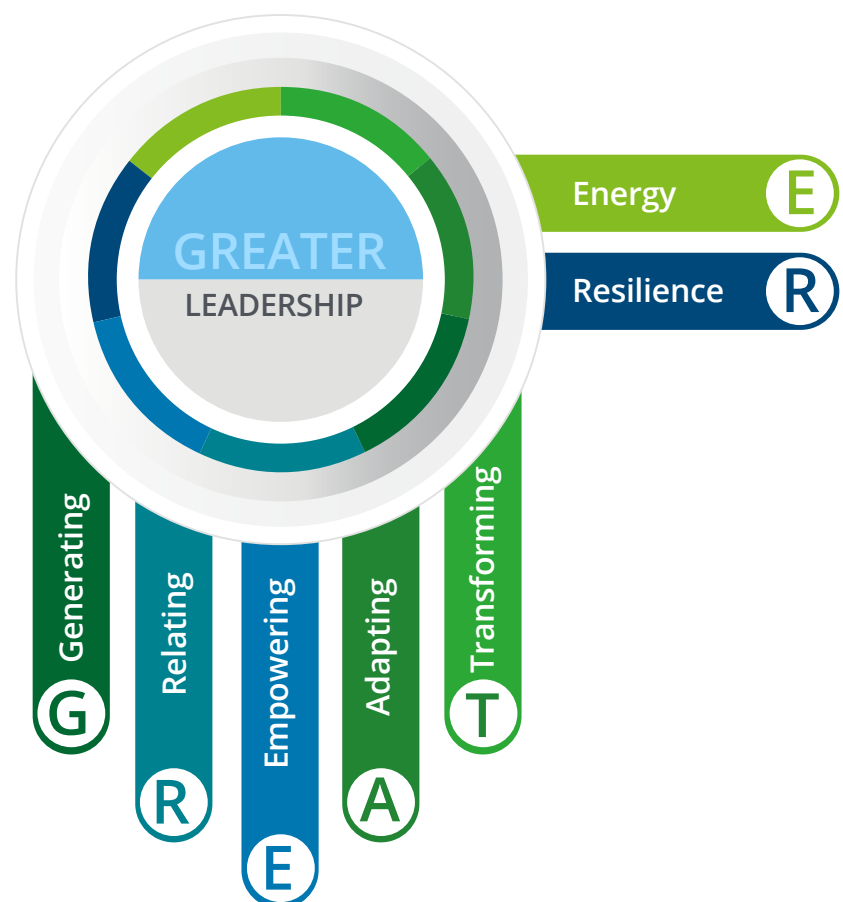 GREATER
LEADERSHIP
Energy
E
Resilience
R
Generating
G
Relating
R
Empowering
E
Adapting
A
Transforming
T